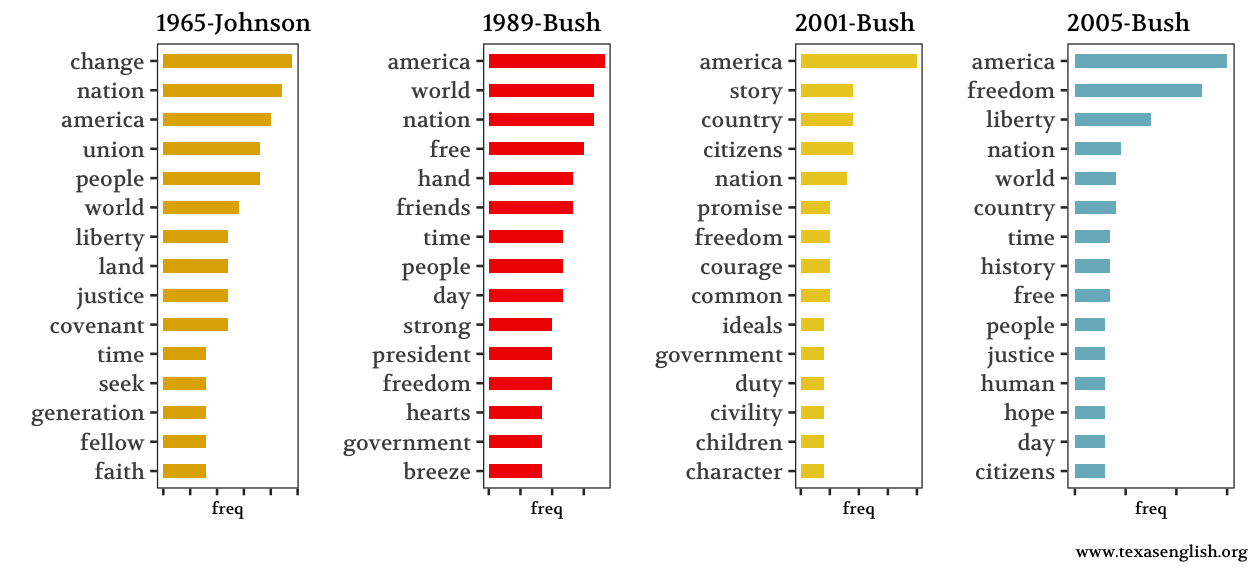 1965-Johnson
change
nation
america
union
people
world
liberty
land
justice
covenant
time
seek
generation
fellow
faith
freq
1989-Bush
america
world
nation
free
hand
friends
time
people
day
strong
president
freedom
hearts
government
breeze
freq
2001-Bush
america
story
country
citizens
nation
promise
freedom
courage
common
ideals
government
duty
civility
children
character
freq
2005-Bush
america
freedom
liberty
nation
world
country
time
history
free
people
justice
human
hope
day
citizens
freq
www.texasenglish.org